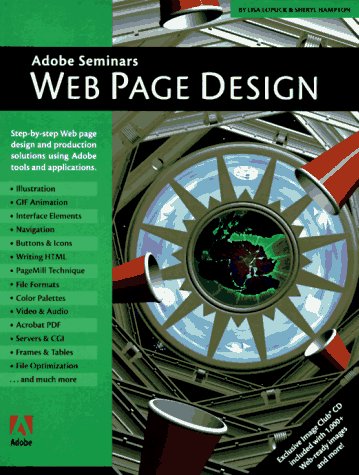 BY LISA LOPUCK & SHERYL HAMPTON
Adobe Seminars
WEB PAGE DESIGN
Step-by-step Web page
design and production
solutions using Adobe
tools and applications.
• Illustration
• GIF Animation
• Interface Elements
• Navigation
• Buttons & Icons
• Writing HTML
• PageMill Technique
• File Formats
• Color Palettes
• Video & Audio
• Acrobat PDF
• Servers & CGI
• Frames & Tables
• File Optimization
. . . and much more
Exclusive Image Club CD
included with 1,000+
Web-ready images
and more!
Adobe